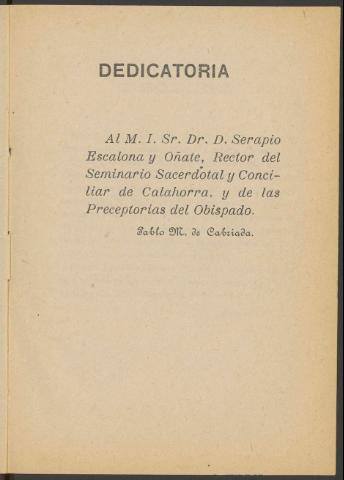 DEDICATORIA
Al M. I. Sr. Dr. D. Serapio
Escalona y Oñate, Rector del
Seminario Sacerdotal y Conci-
liar de Calahorra, y de las
Preceptorías del Obispado.
Pablo M. de Cabriada.